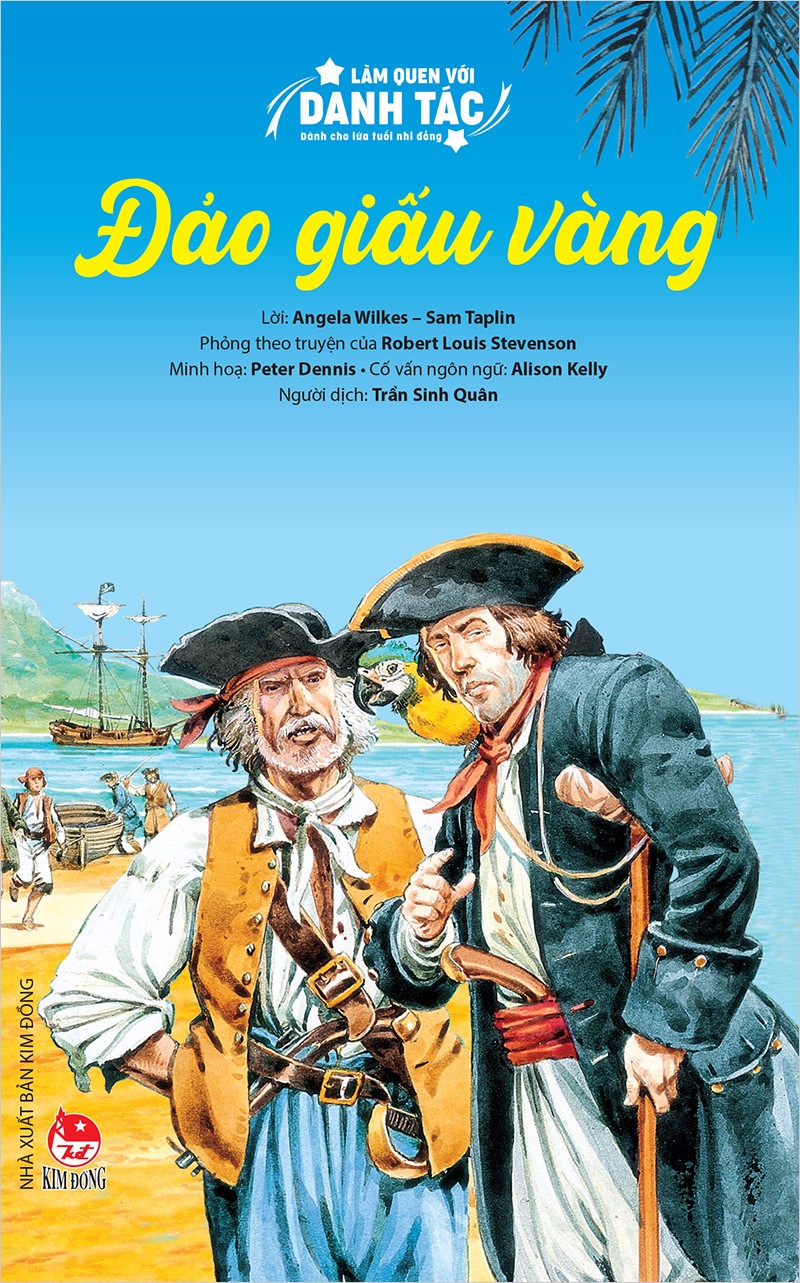 LÀM QUEN VỚI
DANH TÁC
Dành cho lứa tuổi nhi đồng
Đảo giấu vàng
Lời: Angela Wilkes – Sam Taplin
Phỏng theo truyện của Robert Louis Stevenson
Minh hoạ: Peter Dennis • Cố vấn ngôn ngữ: Alison Kelly
Người dịch: Trần Sinh Quân
NHÀ XUẤT BẢN KIM ĐỒNG
KIM ĐỒNG